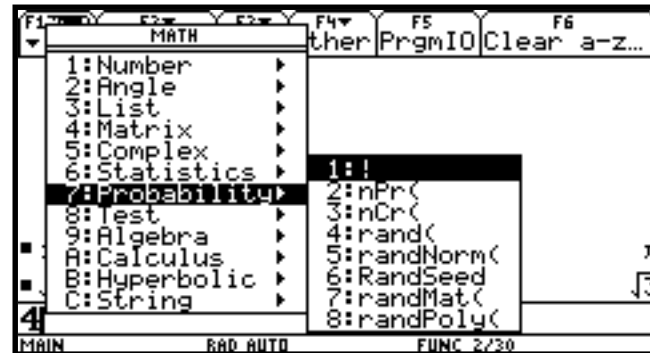 F4 F5 F6
ther PrgmIO Clear a-z…
MATH
1:Number
2:Angle
3:List
4:Matrix
5:Complex
6:Statistics
7:Probability
8:Test
9:Algebra
A:Calculus
B:Hyperbolic
C:String
1:!
2:nPr(
3:nCr(
4:rand(
5:randNorm(
6:RandSeed
7:randMat(
8:randPoly(
4
MAIN RAD AUTO FUNC 2/30